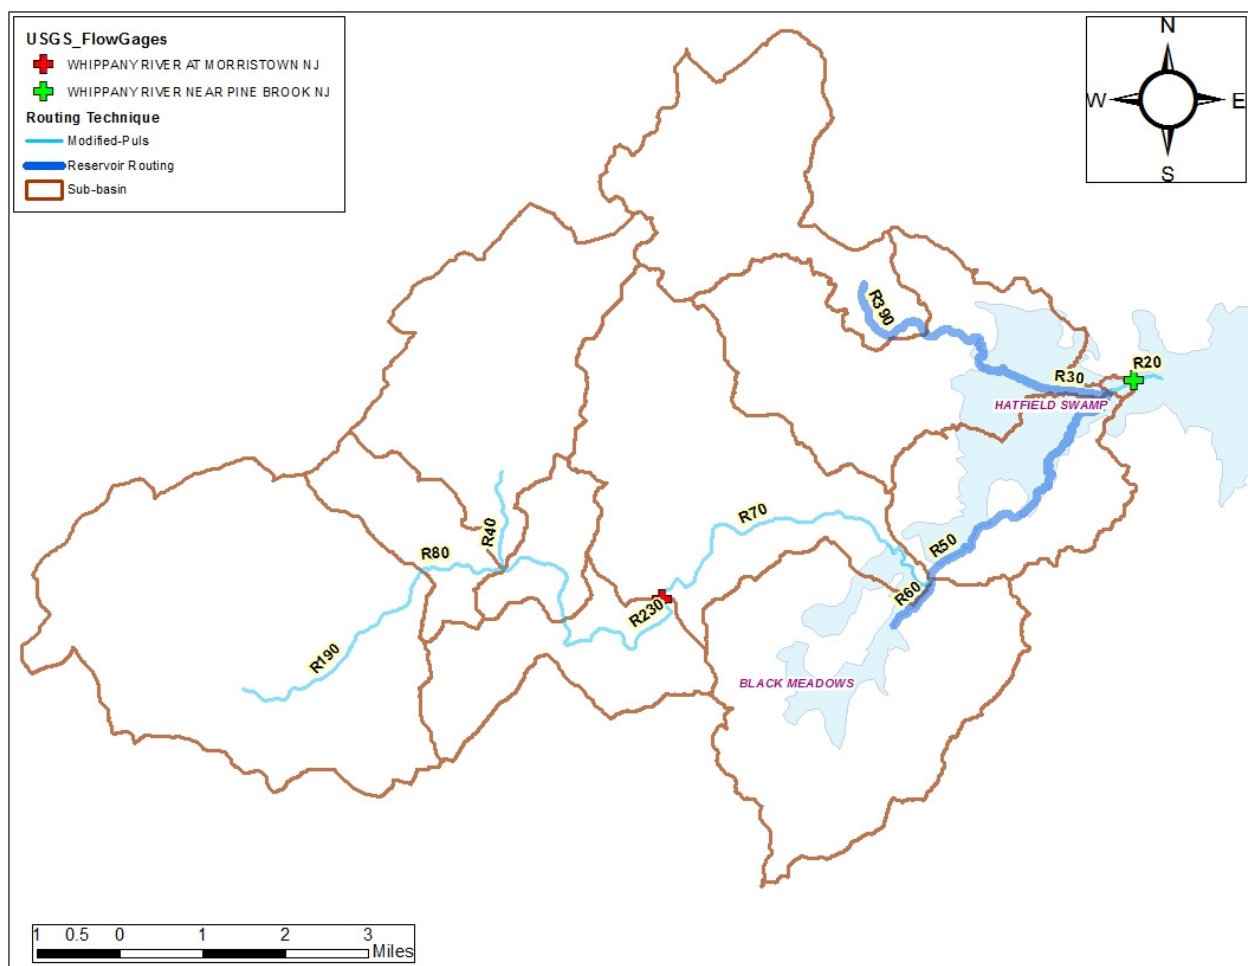 USGS_FlowGages
WHIPPANY RIVER AT MORRISTOWN NJ
WHIPPANY RIVER NEAR PINE BROOK NJ
Routing Technique
Modified-Puls
Reservoir Routing
Sub-basin
N
W
E
S
R390
R20
R30
HATFIELD SWAMP
R70
R40
R50
R80
R60
R230
R190
BLACK MEADOWS
1 0.5 0 1 2 3
Miles